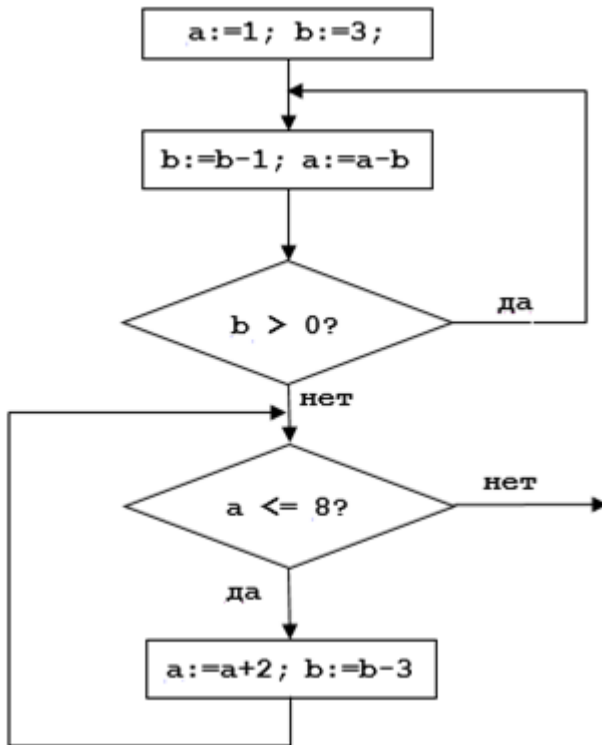 a:=1; b:=3;
b:=b-1; a:=a-b
да
b > 0?
нет
нет
a <= 8?
да
a:=a+2; b:=b-3